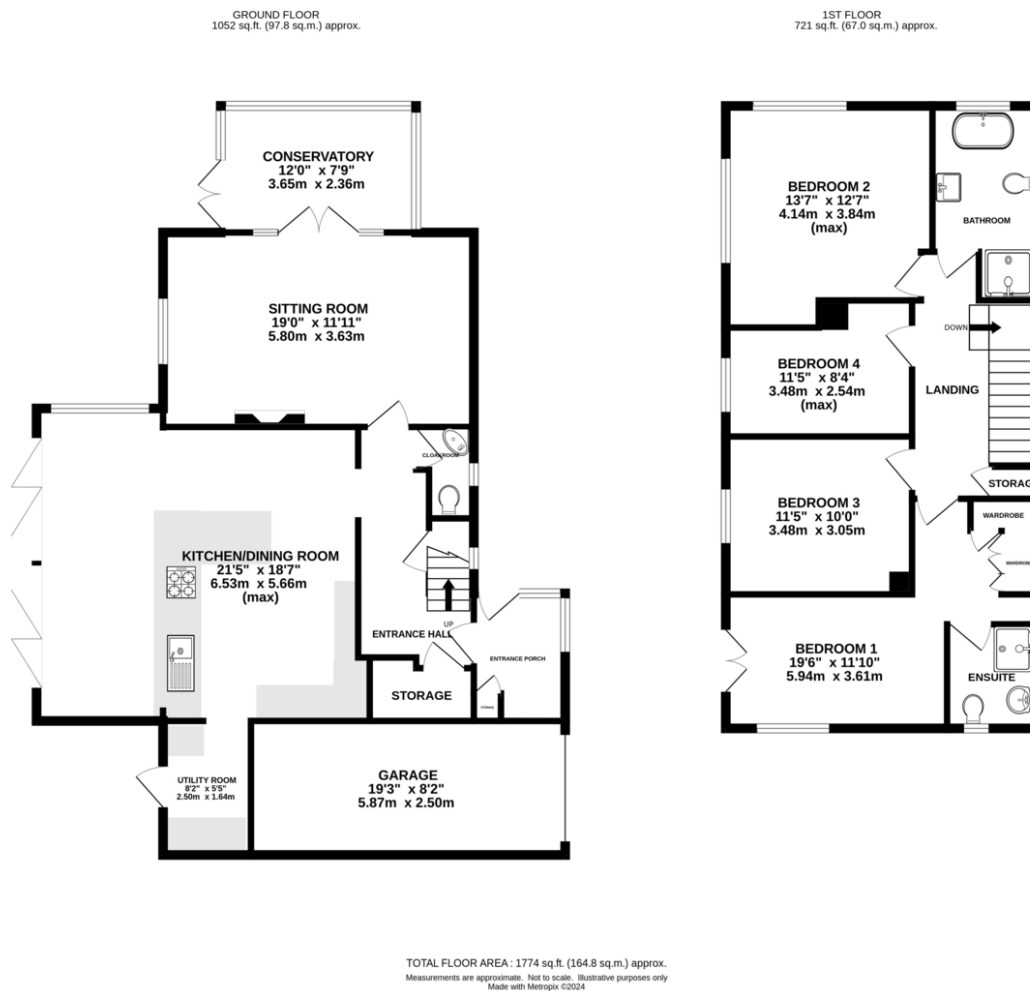 GROUND FLOOR
1052 sq.ft. (97.8 sq.m.) approx.
1ST FLOOR
721 sq.ft. (67.0 sq.m.) approx.
CONSERVATORY
12'0" x 7'9"
3.65m x 2.36m
SITTING ROOM
19'0" x 11'11"
5.80m x 3.63m
CLOAKROOM
KITCHEN/DINING ROOM
21'5" x 18'7"
6.53m x 5.66m
(max)
UP
ENTRANCE HALL
ENTRANCE PORCH
STORAGE
STORAGE
UTILITY ROOM
8'2" x 5'5"
2.50m x 1.64m
GARAGE
19'3" x 8'2"
5.87m x 2.50m
BEDROOM 2
13'7" x 12'7"
4.14m x 3.84m
(max)
BATHROOM
DOWN
BEDROOM 4
11'5" x 8'4"
3.48m x 2.54m
(max)
LANDING
STORAG
BEDROOM 3
11'5" x 10'0"
3.48m x 3.05m
WARDROBE
WARDROBE
BEDROOM 1
19'6" x 11'10"
5.94m x 3.61m
ENSUITE
TOTAL FLOOR AREA : 1774 sq.ft. (164.8 sq.m.) approx.
Measurements are approximate. Not to scale. Illustrative purposes only
Made with Metropix ©2024